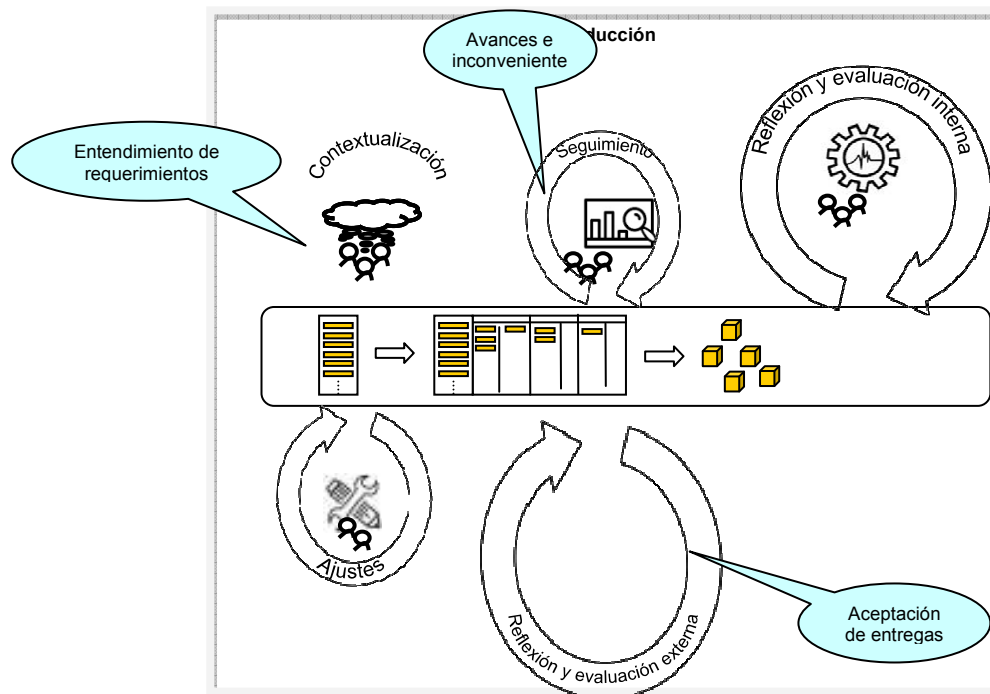 ducción
Avances e
inconveniente
Entendimiento de
requerimientos
Contextualización
Seguimiento
Reflexión y evaluación interna
Ajustes
Reflexión y evaluación externa
Aceptación
de entregas